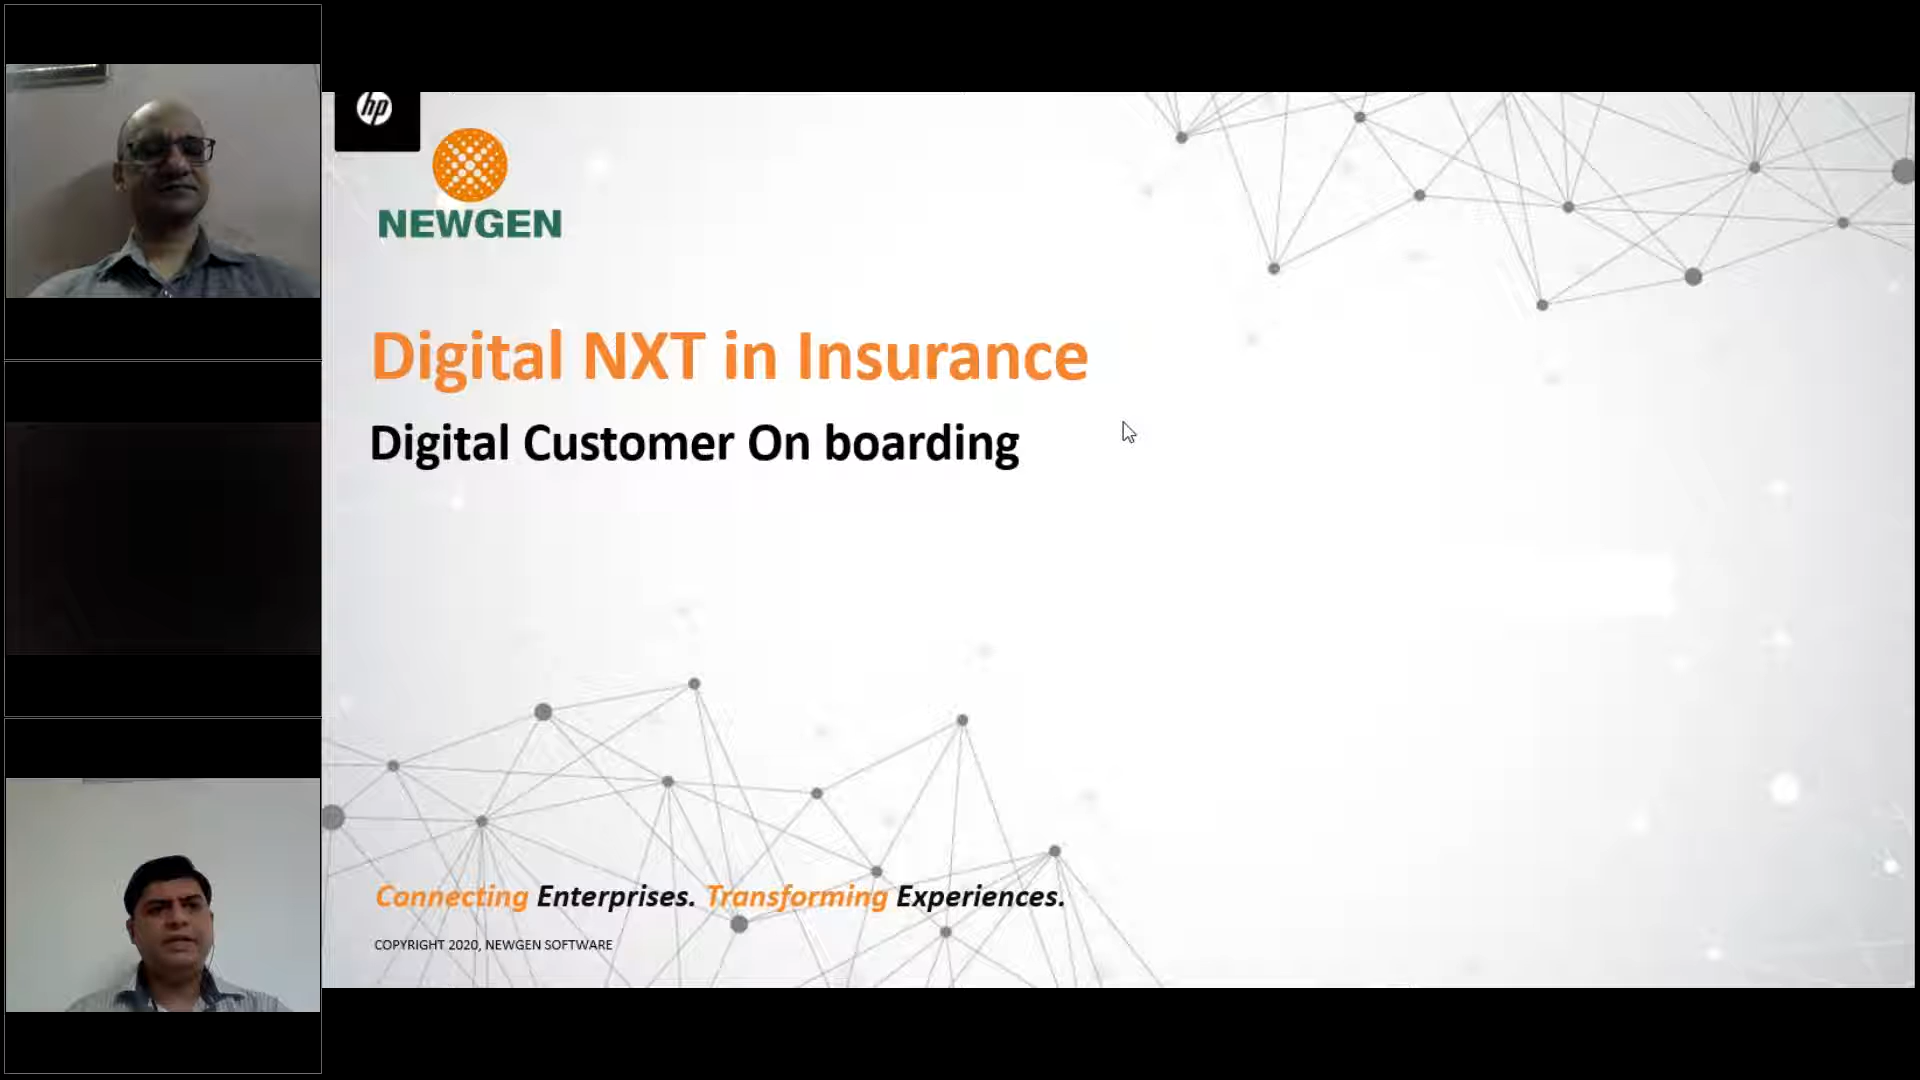 hp
NEWGEN
Digital NXT in Insurance
Digital Customer On boarding
Connecting Enterprises. Transforming Experiences.
COPYRIGHT 2020, NEWGEN SOFTWARE